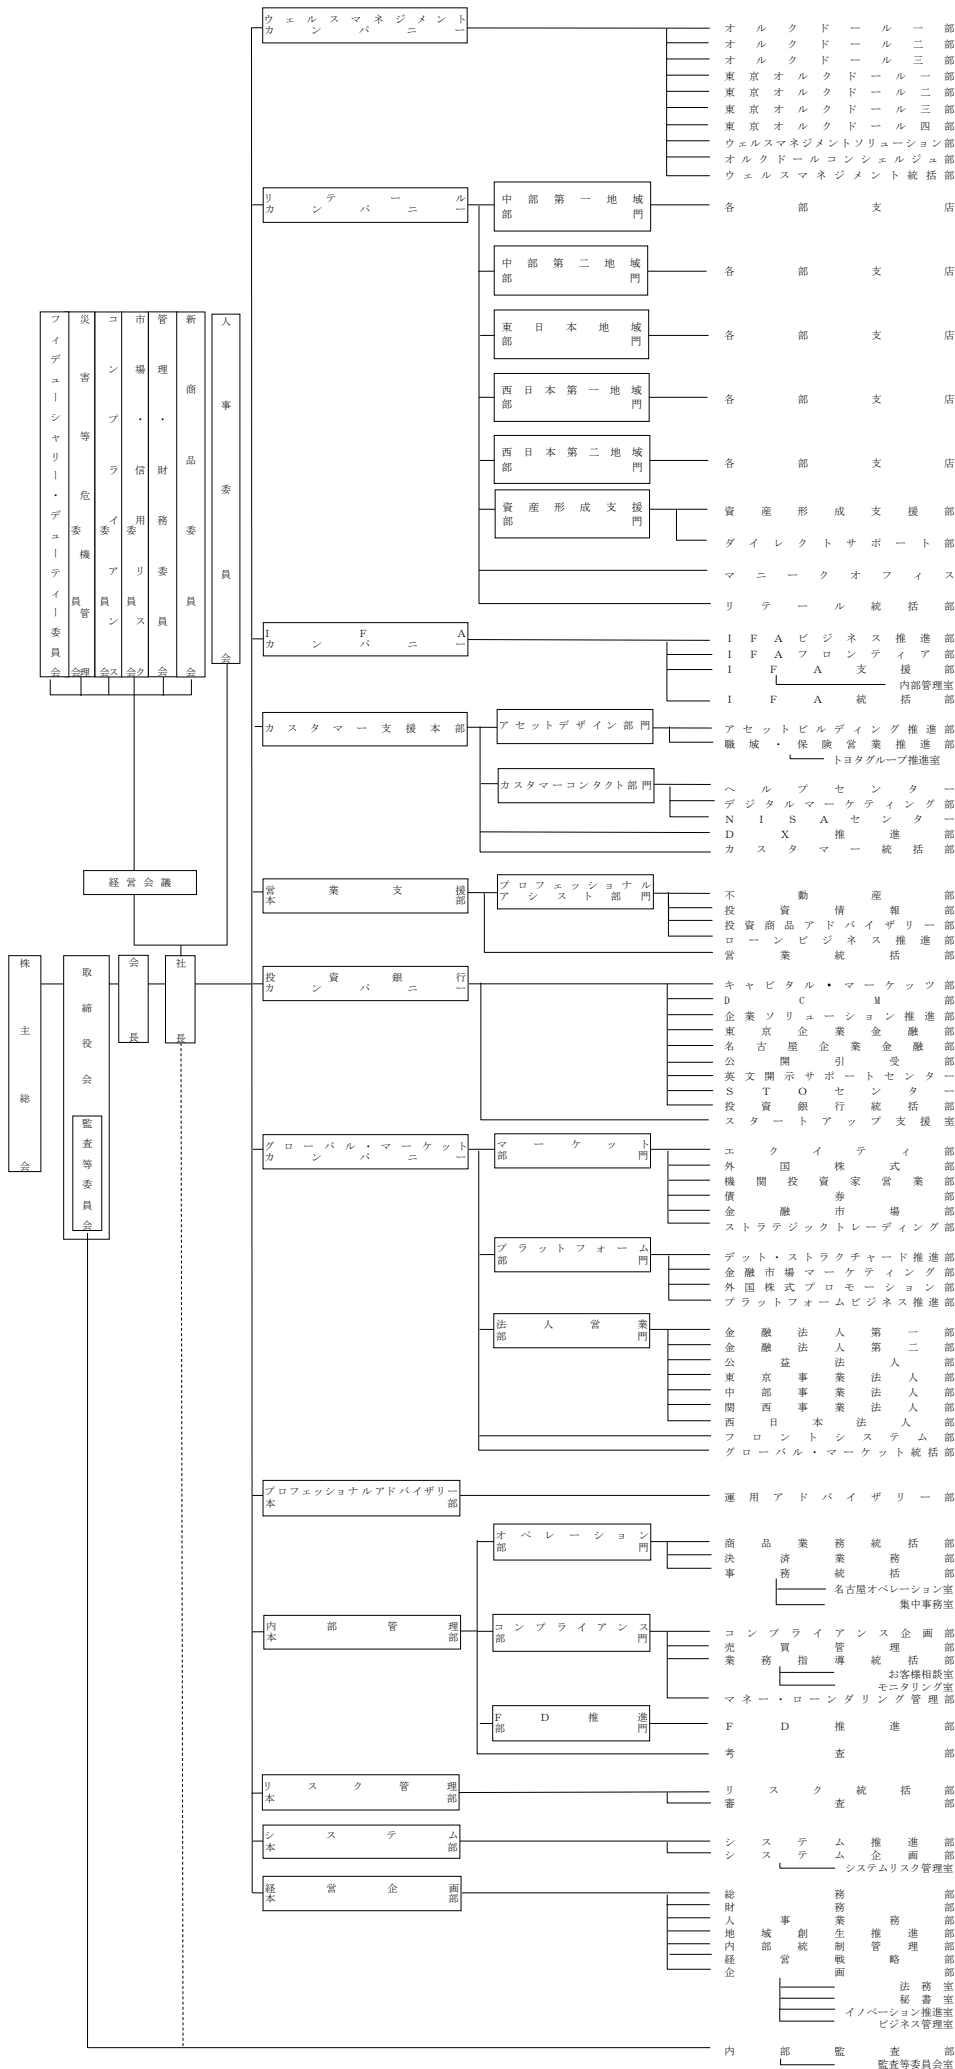 ウェルスマネジメント
カンパニー
オルクドール一部
オルクドール二部
オルクドール三部
東京オルクドール一部
東京オルクドール二部
東京オルクドール三部
東京オルクドール四部
ウェルスマネジメントソリューション部
オルクドールコンシェルジュ部
ウェルスマネジメント統括部
リテール
カンパニー
中部第一地域
部門
各部支店
中部第二地域
部門
各部支店
東日本地域
部門
各部支店
西日本第一地域
部門
各部支店
西日本第二地域
部門
各部支店
資産形成支援
部門
資産形成支援部
ダイレクトサポート部
マニークオフィス
リテール統括部
フィデューシャリー・デューティー委員会
災害等危機管理
委員会
コンプライアンス
委員会
市場・信用リスク
委員会
管理・財務委員会
新商品委員会
人事委員会
IFA
カンパニー
IFAビジネス推進部
IFAフロンティア部
IFA支援部
内部管理室
IFA統括部
カスタマー支援本部
アセットデザイン部門
アセットビルディング推進部
職域・保険営業推進部
トヨタグループ推進室
カスタマーコンタクト部門
ヘルプセンター
デジタルマーケティング部
NISAセンター
DX推進部
カスタマー統括部
経営会議
営業支援
本部
プロフェッショナル
アシスト部門
不動産部
投資情報部
投資商品アドバイザリー部
ローンビジネス推進部
営業統括部
株主総会
取締役会
監査等委員会
会長
社長
投資銀行
カンパニー
キャピタル・マーケッツ部
DCM部
企業ソリューション推進部
東京企業金融部
名古屋企業金融部
公開引受部
英文開示サポートセンター
STOセンター
投資銀行統括部
スタートアップ支援室
グローバル・マーケット
カンパニー
マーケット
部門
エクイティ部
外国株式部
機関投資家営業部
債券部
金融市場部
ストラテジックトレーディング部
プラットフォーム
部門
デット・ストラクチャード推進部
金融市場マーケティング部
外国株式プロモーション部
プラットフォームビジネス推進部
法人営業
部門
金融法人第一部
金融法人第二部
公益法人部
東京事業法人部
中部事業法人部
関西事業法人部
西日本法人部
フロントシステム部
グローバル・マーケット統括部
プロフェッショナルアドバイザリー
本部
運用アドバイザリー部
内部管理
本部
オペレーション
部門
商品業務統括部
決済業務部
事務統括部
名古屋オペレーション室
集中事務室
コンプライアンス
部門
コンプライアンス企画部
売買管理部
業務指導統括部
お客様相談室
モニタリング室
マネー・ローンダリング管理部
FD推進
部門
FD推進部
考査部
リスク管理
本部
リスク統括部
審査部
システム
本部
システム推進部
システム企画部
システムリスク管理室
経営企画
本部
総務部
財務部
人事業務部
地域創生推進部
内部統制管理部
経営戦略部
企画部
法務室
秘書室
イノベーション推進室
ビジネス管理室
内部監査部
監査等委員会室